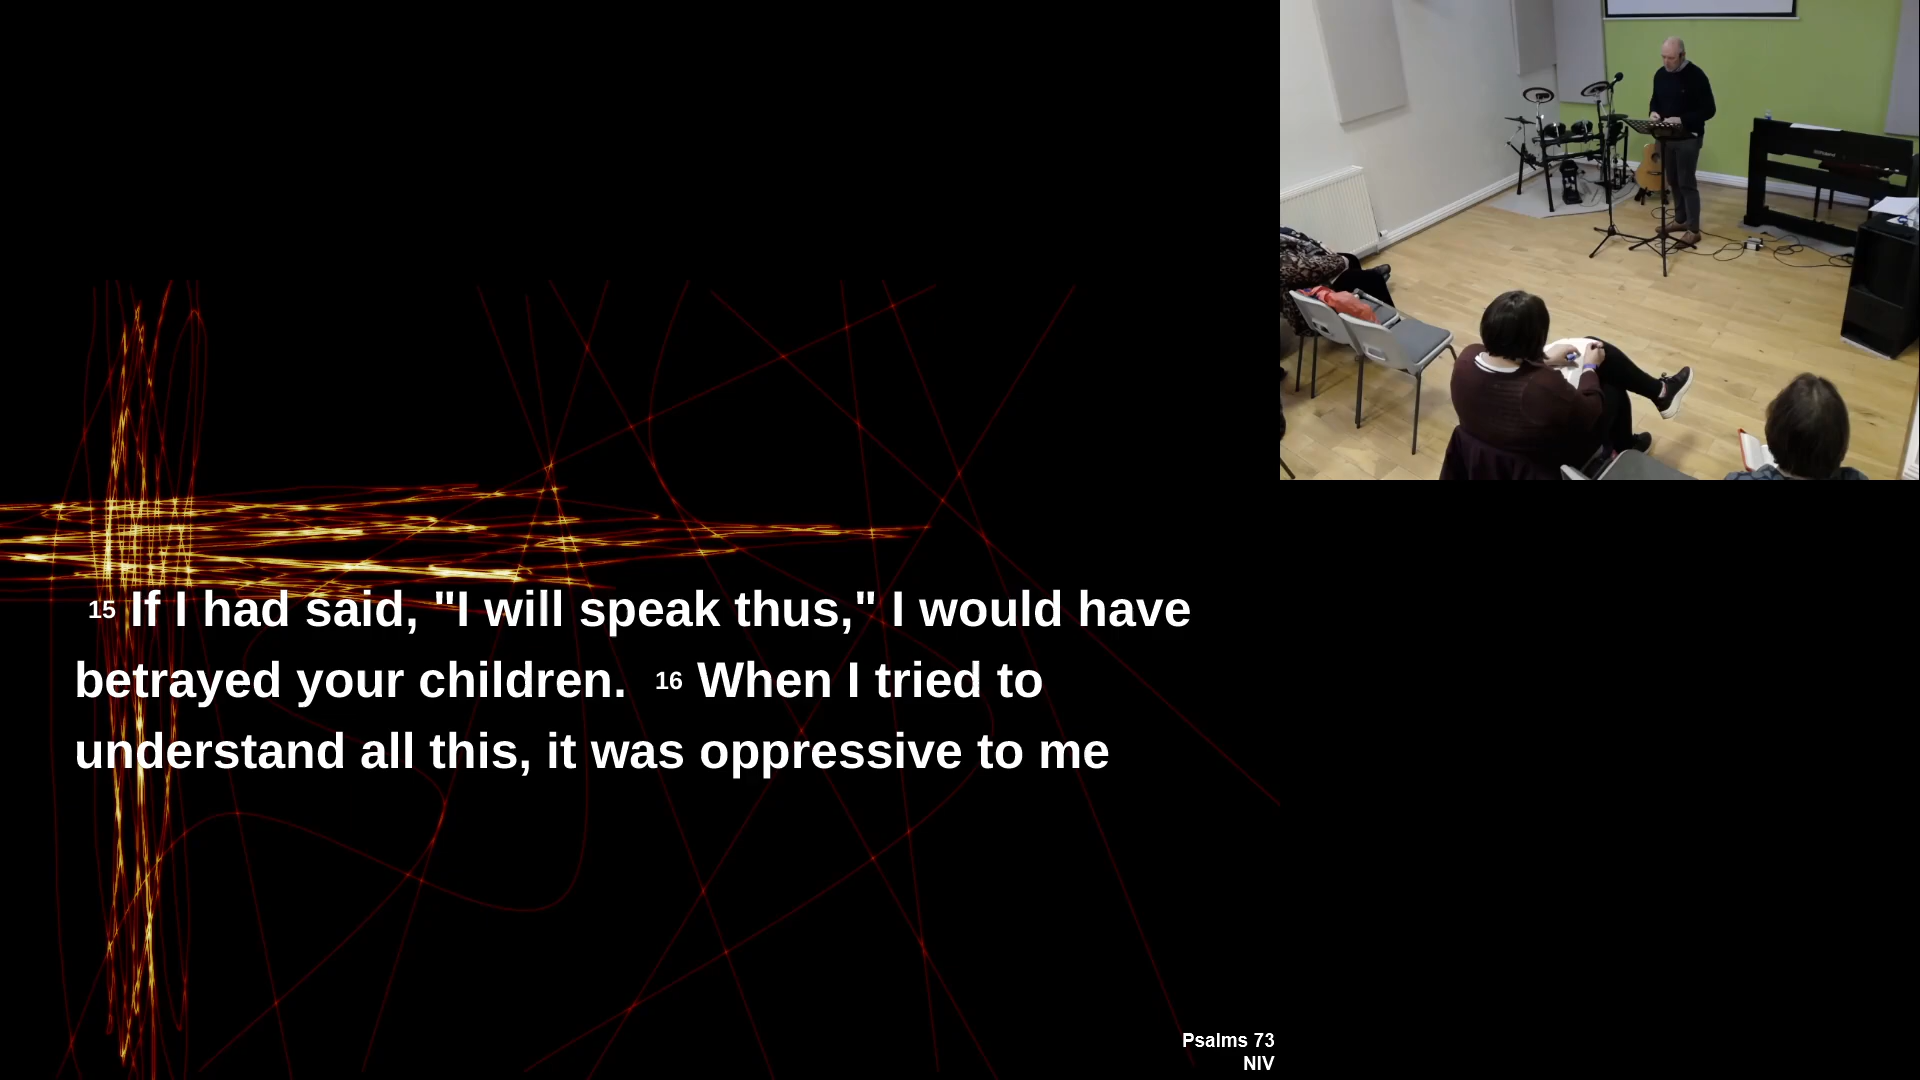 15 If I had said, "I will speak thus," I would have
betrayed your children. 16 When I tried to
understand all this, it was oppressive to me
Psalms 73
NIV